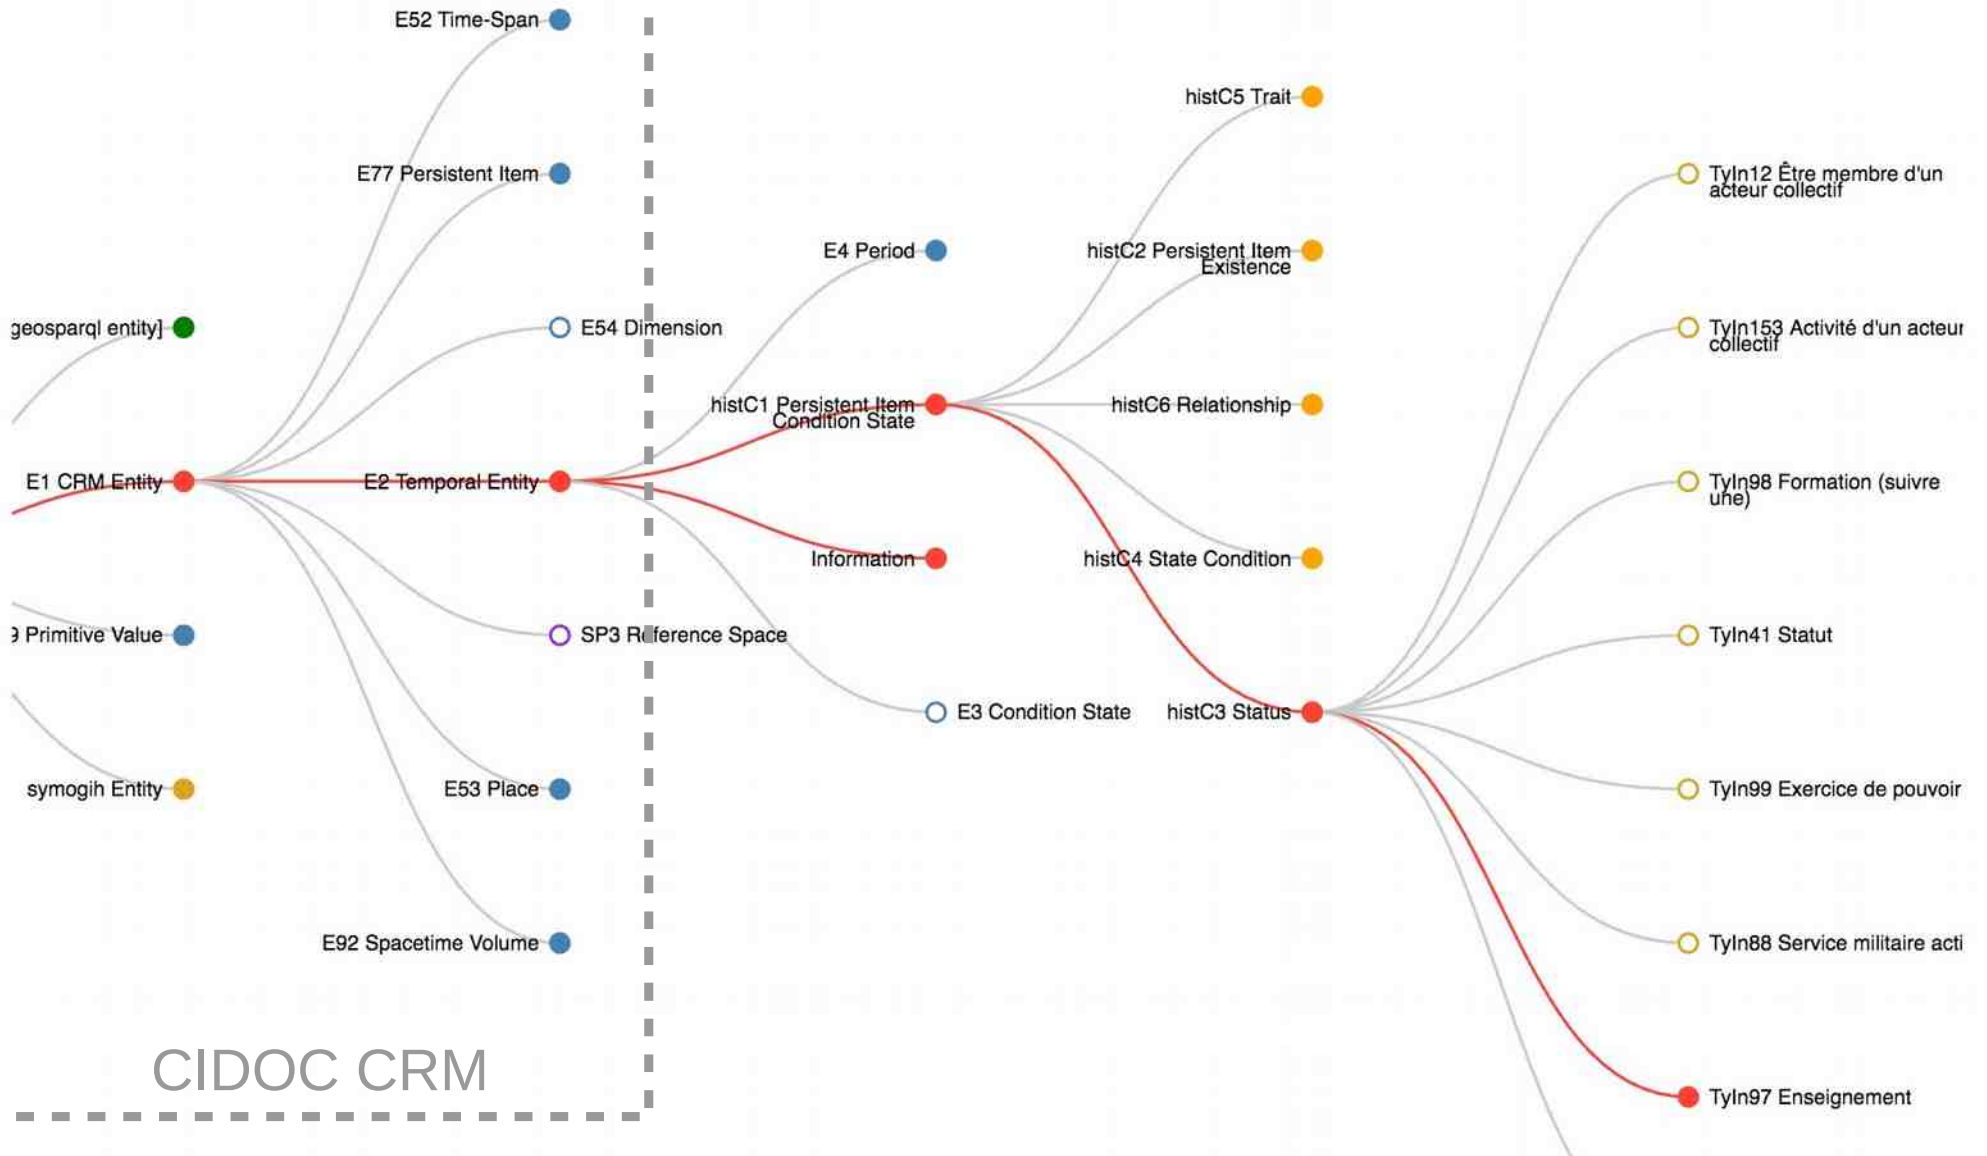 E52 Time-Span
E77 Persistent Item
geosparql entity]
E54 Dimension
E1 CRM Entity
E2 Temporal Entity
9 Primitive Value
SP3 Reference Space
symogih Entity
E53 Place
E92 Spacetime Volume
CIDOC CRM
E4 Period
histC1 Persistent Item
Condition State
Information
E3 Condition State
histC5 Trait
histC2 Persistent Item
Existence
histC6 Relationship
histC4 State Condition
histC3 Status
TyIn12 Être membre d'un
acteur collectif
TyIn153 Activité d'un acteur
collectif
TyIn98 Formation (suivre
une)
TyIn41 Statut
TyIn99 Exercice de pouvoir
TyIn88 Service militaire acti
TyIn97 Enseignement